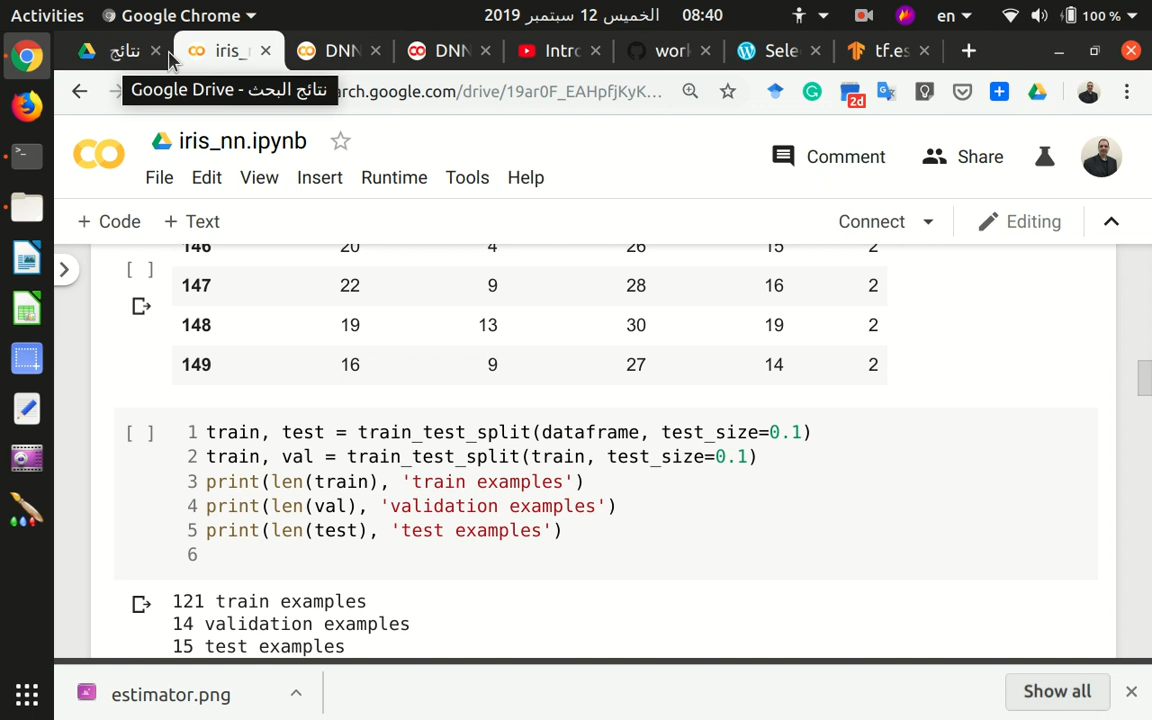 Activities Google Chrome الخميس 12 سبتمبر 2019 08:40 en 100 %
نتائج iris_ DNN DNN Intro wor Sele tf.es
Google Drive - نتائج البحث arch.google.com/drive/19ar0F_EAHpfjKyK... 2d
iris_nn.ipynb
Comment Share
File Edit View Insert Runtime Tools Help
+ Code + Text Connect Editing
146 20 4 26 15 2
[ ]
147 22 9 28 16 2
148 19 13 30 19 2
149 16 9 27 14 2
[ ] 1 train, test = train_test_split(dataframe, test_size=0.1)
2 train, val = train_test_split(train, test_size=0.1)
3 print(len(train), 'train examples')
4 print(len(val), 'validation examples')
5 print(len(test), 'test examples')
6
121 train examples
14 validation examples
15 test examples
estimator.png Show all